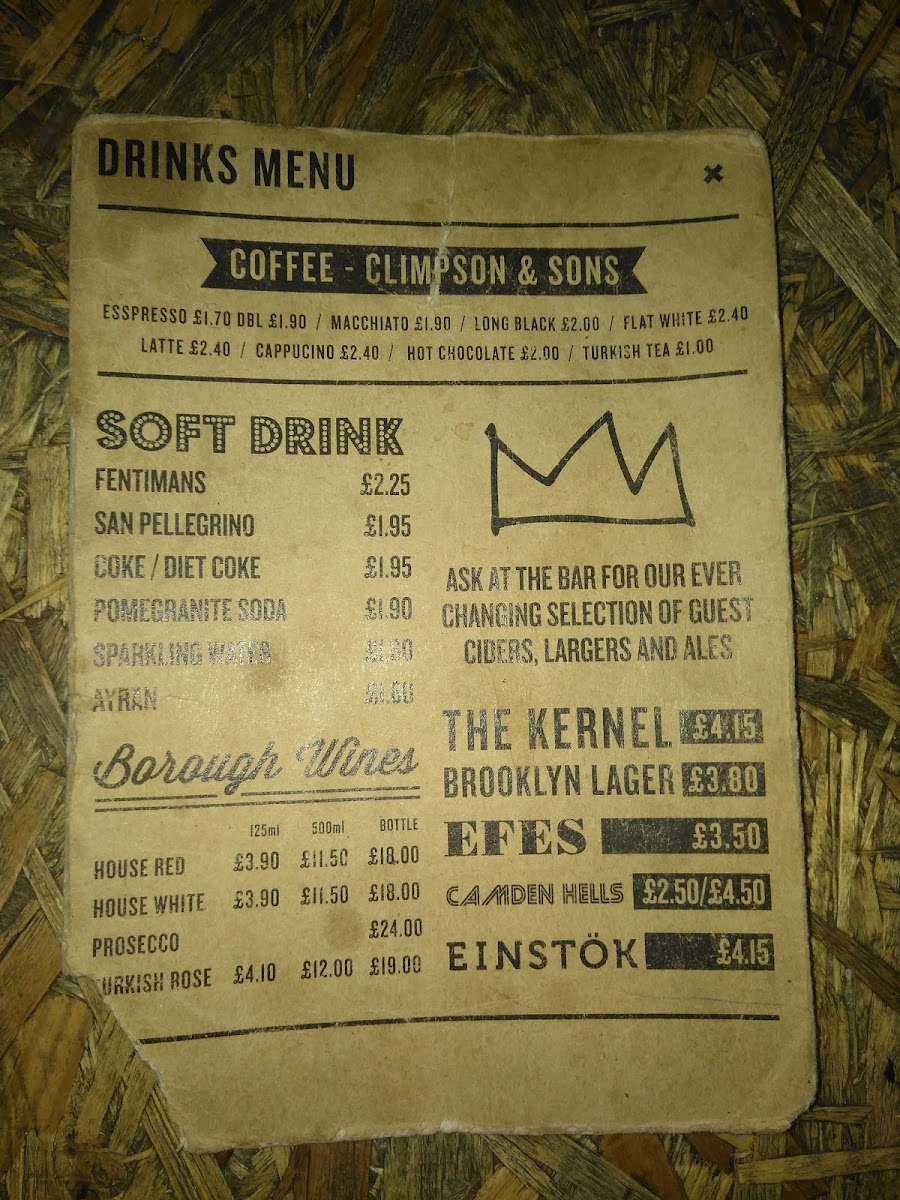 DRINKS MENU
COFFEE - CLIMPSON & SONS
ESSPRESSO £1.70 DBL £1.90 / MACCHIATO £1.90 / LONG BLACK £2.00 / FLAT WHITE £2.40
LATTE £2.40 / CAPPUCINO £2.40 / HOT CHOCOLATE £2.00 / TURKISH TEA £1.00
SOFT DRINK
FENTIMANS £2.25
SAN PELLEGRINO £1.95
COKE / DIET COKE £1.95
POMEGRANITE SODA £1.90
SPARKLING WATER
AYRAN £1.60
Borough Wines
125ml 500ml BOTTLE
HOUSE RED £3.90 £11.50 £18.00
HOUSE WHITE £3.90 £11.50 £18.00
PROSECCO £24.00
URKISH ROSE £4.10 £12.00 £19.00
ASK AT THE BAR FOR OUR EVER
CHANGING SELECTION OF GUEST
CIDERS, LARGERS AND ALES
THE KERNEL £4.15
BROOKLYN LAGER £3.80
EFES £3.50
CAMDEN HELLS £2.50/£4.50
EINSTÖK £4.15